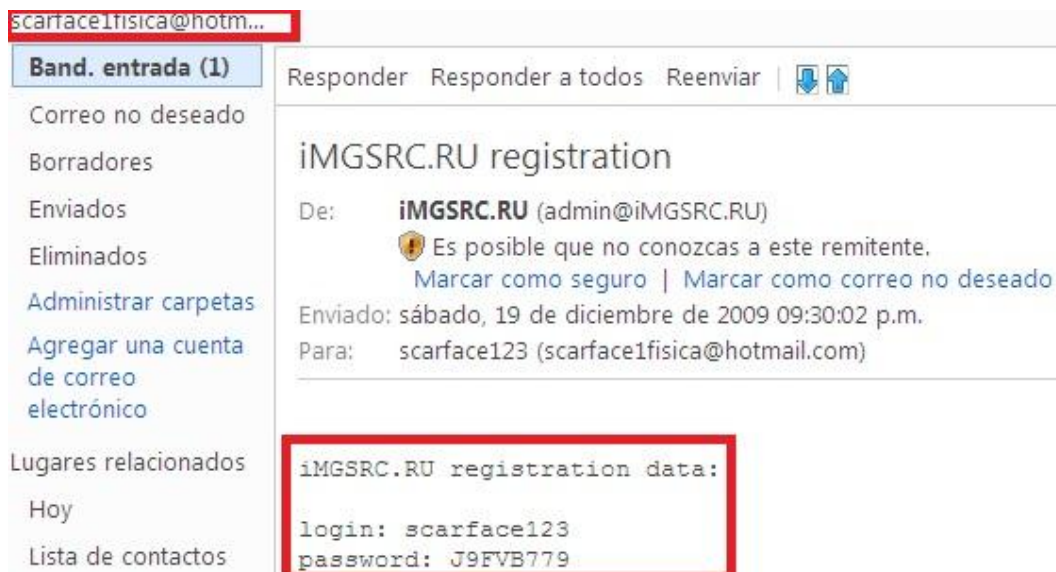 scarface1fisica@hotm...
Band. entrada (1)
Correo no deseado
Borradores
Enviados
Eliminados
Administrar carpetas
Agregar una cuenta
de correo
electrónico
Lugares relacionados
Hoy
Lista de contactos
Responder Responder a todos Reenviar |
iMGSRC.RU registration
De: iMGSRC.RU (admin@iMGSRC.RU)
Es posible que no conozcas a este remitente.
Marcar como seguro | Marcar como correo no deseado
Enviado: sábado, 19 de diciembre de 2009 09:30:02 p.m.
Para: scarface123 (scarface1fisica@hotmail.com)
iMGSRC.RU registration data:
login: scarface123
password: J9FVB779